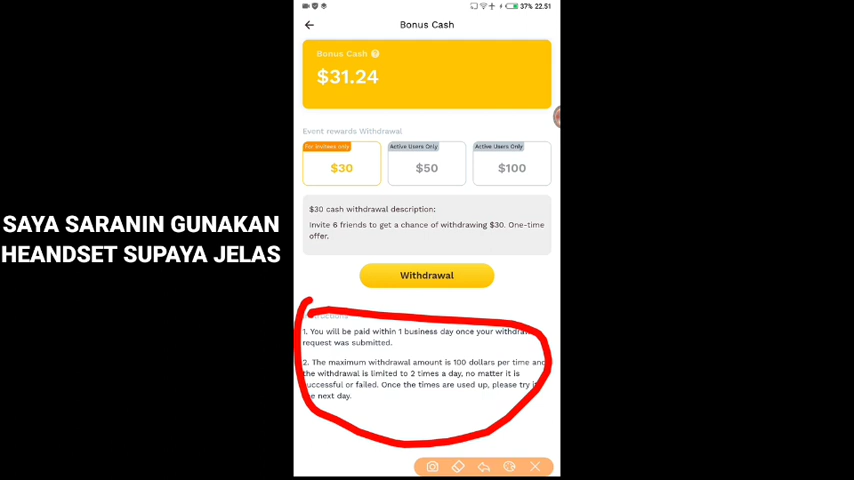 37% 22.51
Bonus Cash
Bonus Cash ?
$31.24
Event rewards Withdrawal
For invitees only
Active Users Only
Active Users Only
$30
$50
$100
$30 cash withdrawal description:
Invite 6 friends to get a chance of withdrawing $30. One-time
offer.
SAYA SARANIN GUNAKAN
HEANDSET SUPAYA JELAS
Withdrawal
1. You will be paid within 1 business day once your
request was submitted.
2. The maximum withdrawal amount is 100 dollars per time and
the withdrawal is limited to 2 times a day, no matter it is
successful or failed. Once the times are used up, please try
next day.